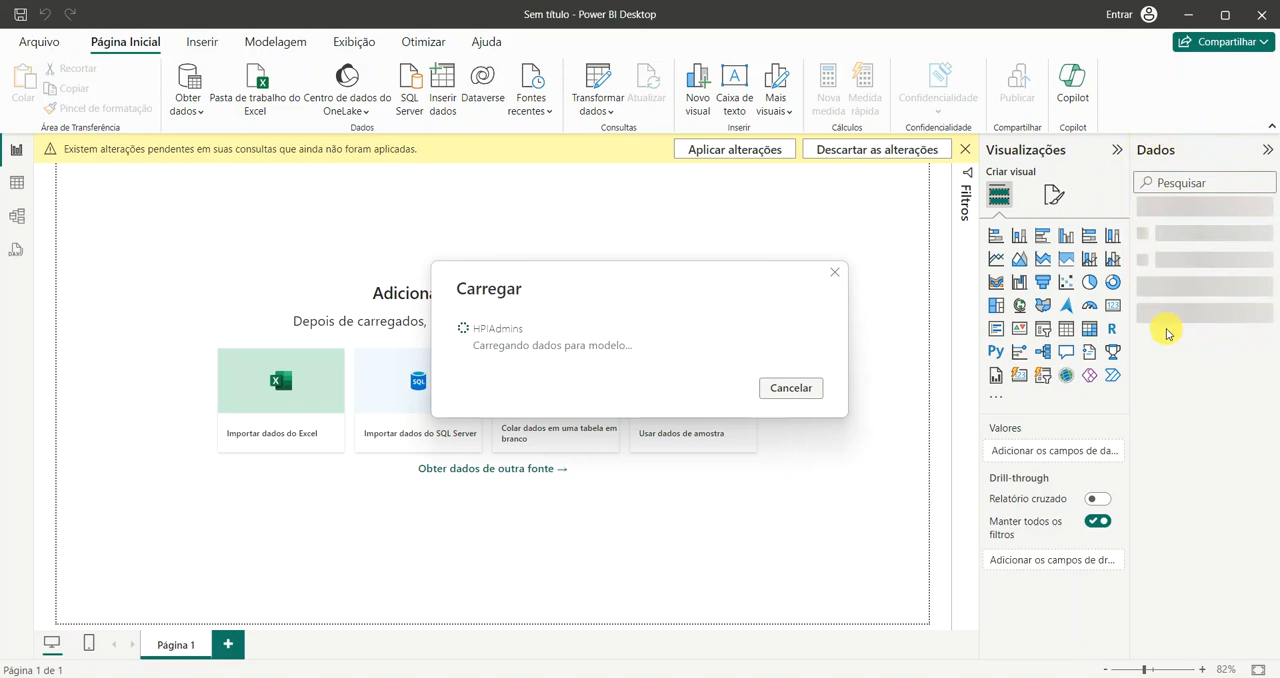 Sem título - Power BI Desktop
Entrar
Arquivo
Página Inicial
Inserir
Modelagem
Exibição
Otimizar
Ajuda
Compartilhar
Colar
Recortar
Copiar
Pincel de formatação
Área de Transferência
Obter dados
Pasta de trabalho do Excel
Centro de dados do OneLake
SQL Server
Inserir dados
Dataverse
Fontes recentes
Dados
Transformar dados
Atualizar
Consultas
Novo visual
A
Caixa de texto
Mais visuais
Inserir
Nova medida
Medida rápida
Cálculos
Confidencialidade
Confidencialidade
Publicar
Compartilhar
Copilot
Copilot
Existem alterações pendentes em suas consultas que ainda não foram aplicadas.
Aplicar alterações
Descartar as alterações
DAX
Adiciona
Depois de carregados,
SQL
Importar dados do Excel
Importar dados do SQL Server
Colar dados em uma tabela em
branco
Usar dados de amostra
Obter dados de outra fonte →
Carregar
HPIAdmins
Carregando dados para modelo...
Cancelar
Filtros
Visualizações
Criar visual
123
R
Py
...
Valores
Adicionar os campos de da...
Drill-through
Relatório cruzado
Manter todos os
filtros
Adicionar os campos de dr...
Dados
Pesquisar
Página 1
+
Página 1 de 1
- + 82%